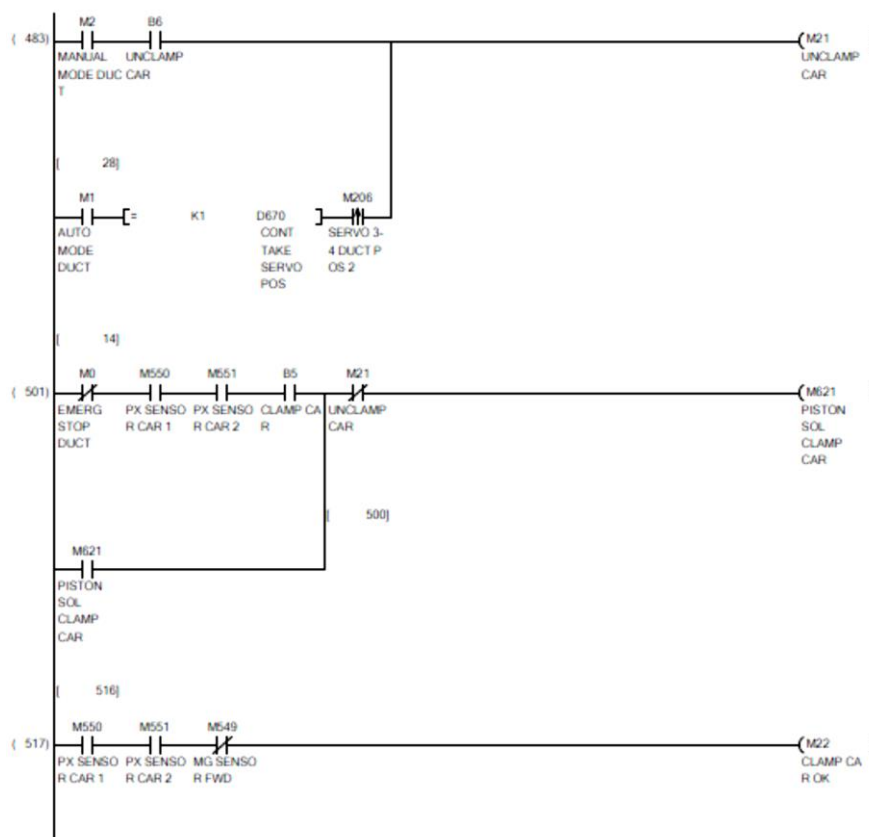 M2 B6
( 483) (M21
MANUAL UNCLAMP UNCLAMP
MODE DUC CAR CAR
T
[ 28]
M1 M206
[= K1 D670 ]
AUTO CONT SERVO 3-
MODE TAKE 4 DUCT P
DUCT SERVO OS 2
POS
[ 14]
M0 M550 M551 B5 M21
( 501) (M621
EMERG PX SENSO PX SENSO CLAMP CA UNCLAMP PISTON
STOP R CAR 1 R CAR 2 R CAR SOL
DUCT CLAMP
CAR
[ 500]
M621
PISTON
SOL
CLAMP
CAR
[ 516]
M550 M551 M549
( 517) (M22
PX SENSO PX SENSO MG SENSO CLAMP CA
R CAR 1 R CAR 2 R FWD R OK